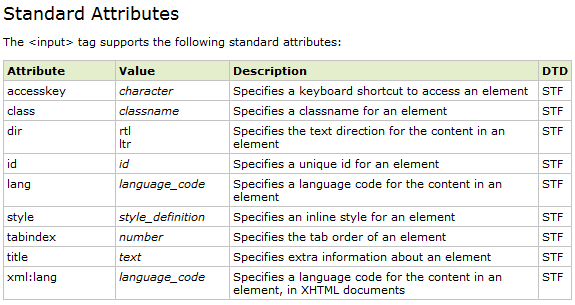 Standard Attributes
The <input> tag supports the following standard attributes:
Attribute Value Description DTD
accesskey character Specifies a keyboard shortcut to access an element STF
class classname Specifies a classname for an element STF
dir rtl Specifies the text direction for the content in an STF
ltr element
id id Specifies a unique id for an element STF
lang language_code Specifies a language code for the content in an STF
element
style style_definition Specifies an inline style for an element STF
tabindex number Specifies the tab order of an element STF
title text Specifies extra information about an element STF
xml:lang language_code Specifies a language code for the content in an STF
element, in XHTML documents